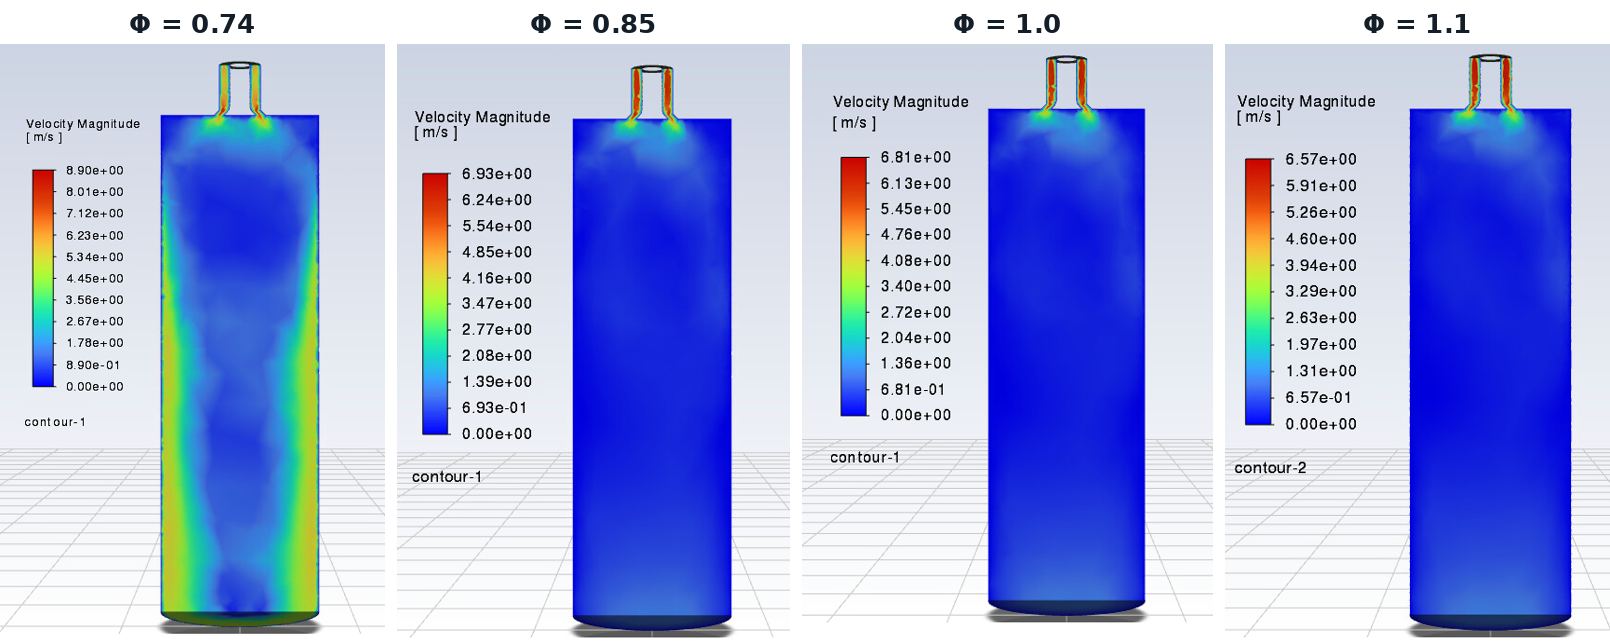 Φ = 0.74
Velocity Magnitude
[ m/s ]
8.90e+00
8.01e+00
7.12e+00
6.23e+00
5.34e+00
4.45e+00
3.56e+00
2.67e+00
1.78e+00
8.90e-01
0.00e+00
contour-1
Φ = 0.85
Velocity Magnitude
[ m/s ]
6.93e+00
6.24e+00
5.54e+00
4.85e+00
4.16e+00
3.47e+00
2.77e+00
2.08e+00
1.39e+00
6.93e-01
0.00e+00
contour-1
Φ = 1.0
Velocity Magnitude
[ m/s ]
6.81e+00
6.13e+00
5.45e+00
4.76e+00
4.08e+00
3.40e+00
2.72e+00
2.04e+00
1.36e+00
6.81e-01
0.00e+00
contour-1
Φ = 1.1
Velocity Magnitude
[ m/s ]
6.57e+00
5.91e+00
5.26e+00
4.60e+00
3.94e+00
3.29e+00
2.63e+00
1.97e+00
1.31e+00
6.57e-01
0.00e+00
contour-2